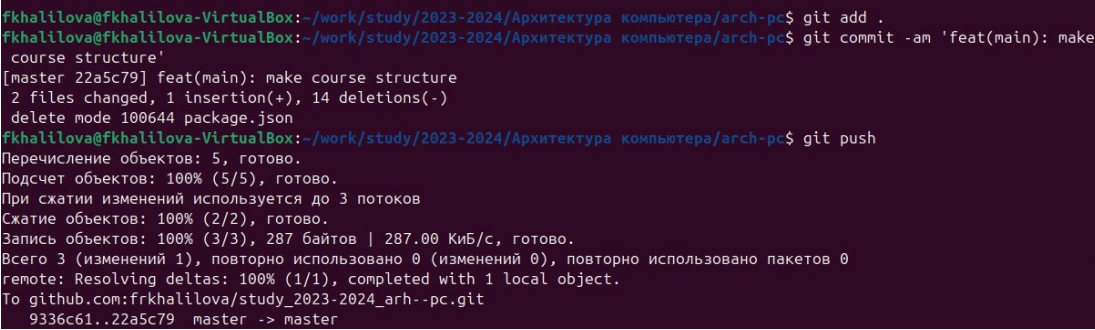 fkhalilova@fkhalilova-VirtualBox:~/work/study/2023-2024/Архитектура компьютера/arch-pc$ git add .
fkhalilova@fkhalilova-VirtualBox:~/work/study/2023-2024/Архитектура компьютера/arch-pc$ git commit -am 'feat(main): make
 course structure'
[master 22a5c79] feat(main): make course structure
 2 files changed, 1 insertion(+), 14 deletions(-)
 delete mode 100644 package.json
fkhalilova@fkhalilova-VirtualBox:~/work/study/2023-2024/Архитектура компьютера/arch-pc$ git push
Перечисление объектов: 5, готово.
Подсчет объектов: 100% (5/5), готово.
При сжатии изменений используется до 3 потоков
Сжатие объектов: 100% (2/2), готово.
Запись объектов: 100% (3/3), 287 байтов | 287.00 КиБ/с, готово.
Всего 3 (изменений 1), повторно использовано 0 (изменений 0), повторно использовано пакетов 0
remote: Resolving deltas: 100% (1/1), completed with 1 local object.
To github.com:frkhalilova/study_2023-2024_arh--pc.git
   9336c61..22a5c79  master -> master